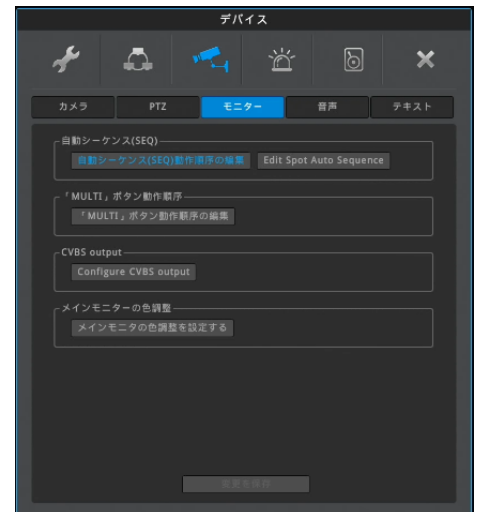 デバイス
カメラ PTZ モニター 音声 テキスト
自動シーケンス(SEQ)
自動シーケンス(SEQ)動作順序の編集 Edit Spot Auto Sequence
「MULTI」ボタン動作順序
「MULTI」ボタン動作順序の編集
CVBS output
Configure CVBS output
メインモニターの色調整
メインモニタの色調整を設定する
変更を保存